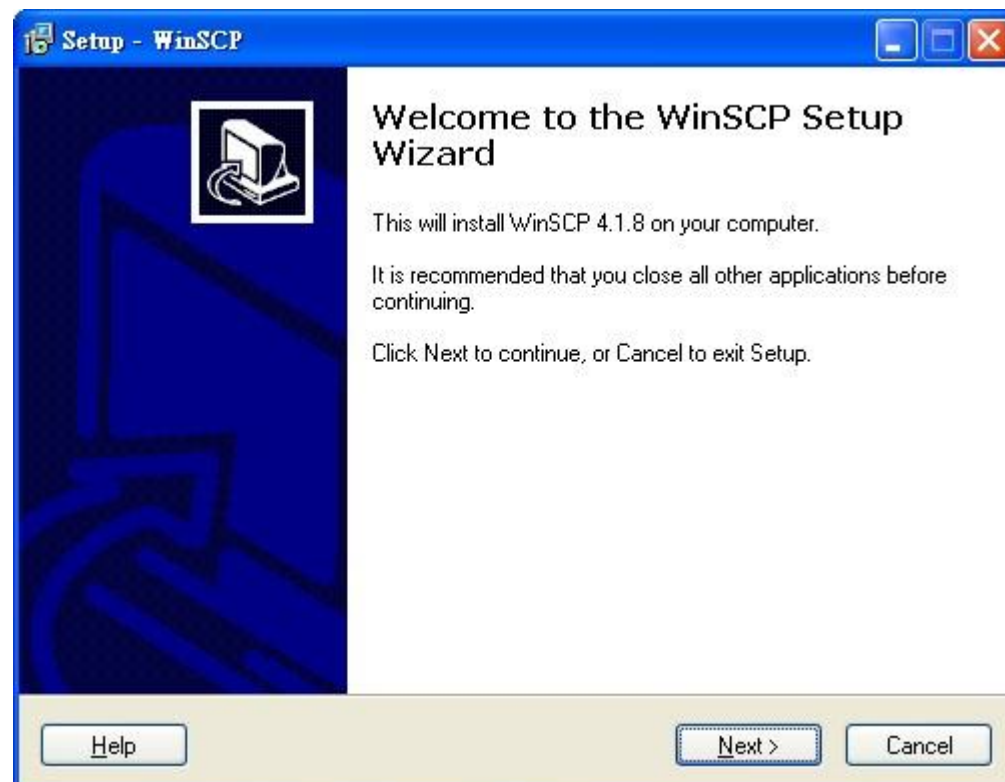 Setup - WinSCP
Welcome to the WinSCP Setup
Wizard
This will install WinSCP 4.1.8 on your computer.
It is recommended that you close all other applications before
continuing.
Click Next to continue, or Cancel to exit Setup.
Help
Next >
Cancel